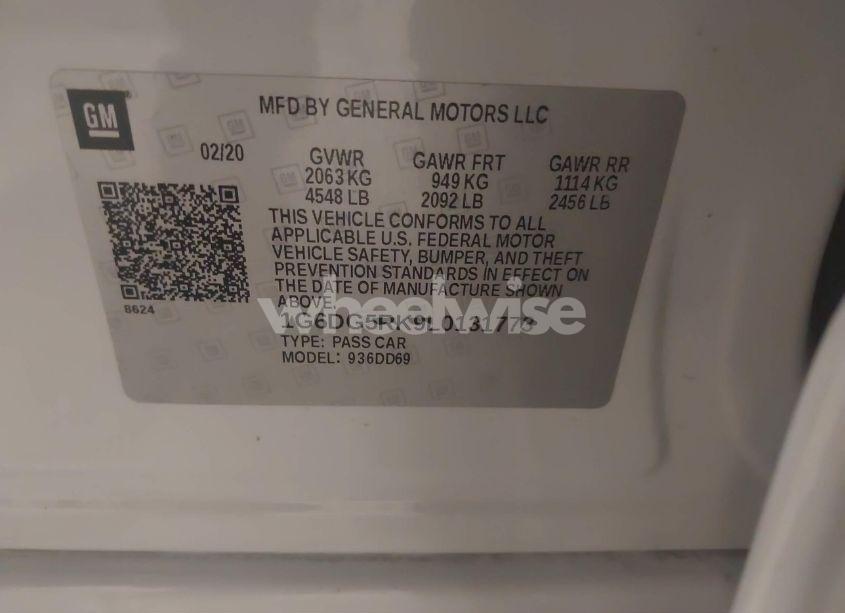 GM
MFD BY GENERAL MOTORS LLC
02/20 GVWR GAWR FRT GAWR RR
2063 KG 949 KG 1114 KG
4548 LB 2092 LB 2456 LB
THIS VEHICLE CONFORMS TO ALL
APPLICABLE U.S. FEDERAL MOTOR
VEHICLE SAFETY, BUMPER, AND THEFT
PREVENTION STANDARDS IN EFFECT ON
THE DATE OF MANUFACTURE SHOWN
ABOVE.
8624
wheelwise
1G6DG5RK9L0131773
TYPE: PASS CAR
MODEL: 936DD69